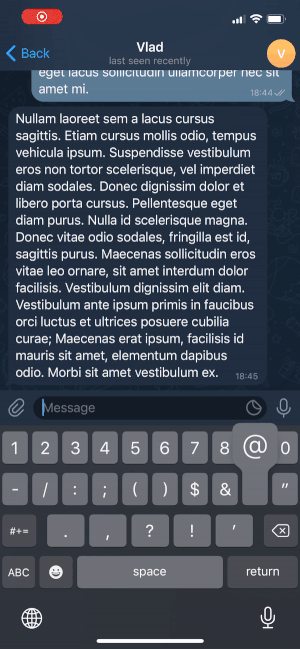 Back
Vlad
last seen recently
V
eget lacus sollicitudin ullamcorper nec sit
amet mi.
18:44
Nullam laoreet sem a lacus cursus
sagittis. Etiam cursus mollis odio, tempus
vehicula ipsum. Suspendisse vestibulum
eros non tortor scelerisque, vel imperdiet
diam sodales. Donec dignissim dolor et
libero porta cursus. Pellentesque eget
diam purus. Nulla id scelerisque magna.
Donec vitae odio sodales, fringilla est id,
sagittis purus. Maecenas sollicitudin eros
vitae leo ornare, sit amet interdum dolor
facilisis. Vestibulum dignissim elit diam.
Vestibulum ante ipsum primis in faucibus
orci luctus et ultrices posuere cubilia
curae; Maecenas erat ipsum, facilisis id
mauris sit amet, elementum dapibus
odio. Morbi sit amet vestibulum ex.
18:45
Message
1 2 3 4 5 6 7 8 @ 0
- / : ; ( ) $ & "
#+= . , ? ! '
ABC space return